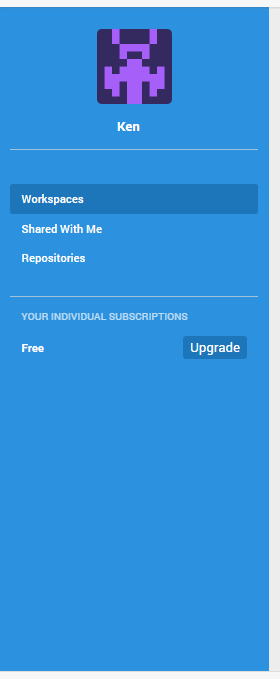 Ken
Workspaces
Shared With Me
Repositories
YOUR INDIVIDUAL SUBSCRIPTIONS
Free Upgrade